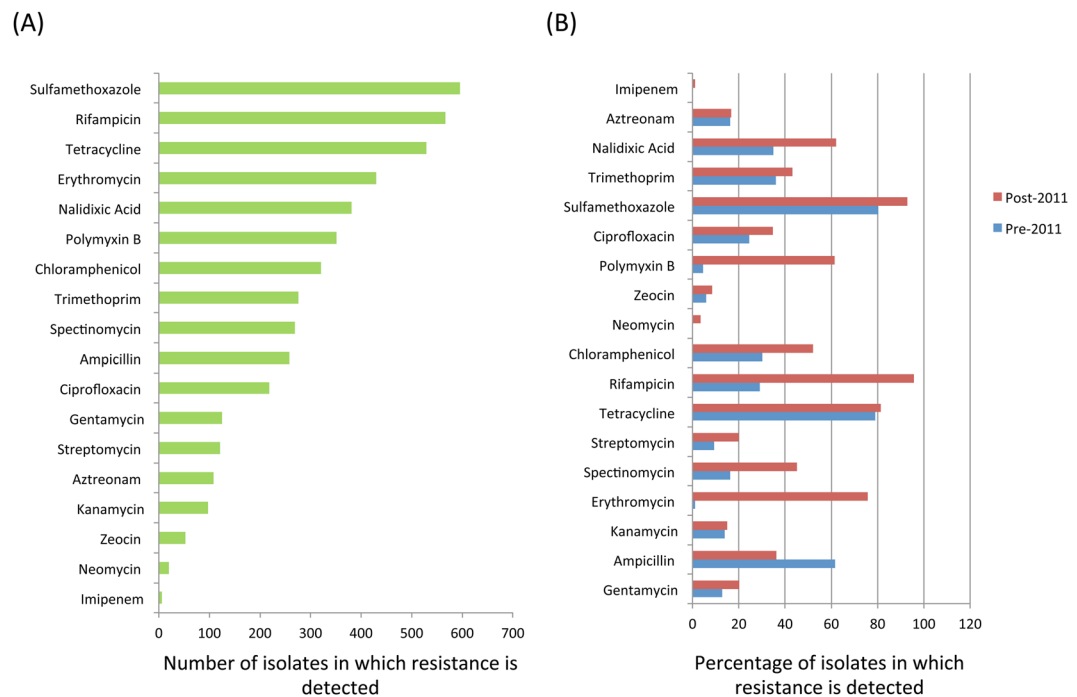 (A)
Sulfamethoxazole
Rifampicin
Tetracycline
Erythromycin
Nalidixic Acid
Polymyxin B
Chloramphenicol
Trimethoprim
Spectinomycin
Ampicillin
Ciprofloxacin
Gentamycin
Streptomycin
Aztreonam
Kanamycin
Zeocin
Neomycin
Imipenem
0 100 200 300 400 500 600 700
Number of isolates in which resistance is
detected
(B)
Imipenem
Aztreonam
Nalidixic Acid
Trimethoprim
Sulfamethoxazole
Ciprofloxacin
Polymyxin B
Zeocin
Neomycin
Chloramphenicol
Rifampicin
Tetracycline
Streptomycin
Spectinomycin
Erythromycin
Kanamycin
Ampicillin
Gentamycin
0 20 40 60 80 100 120
Percentage of isolates in which
resistance is detected
Post-2011
Pre-2011